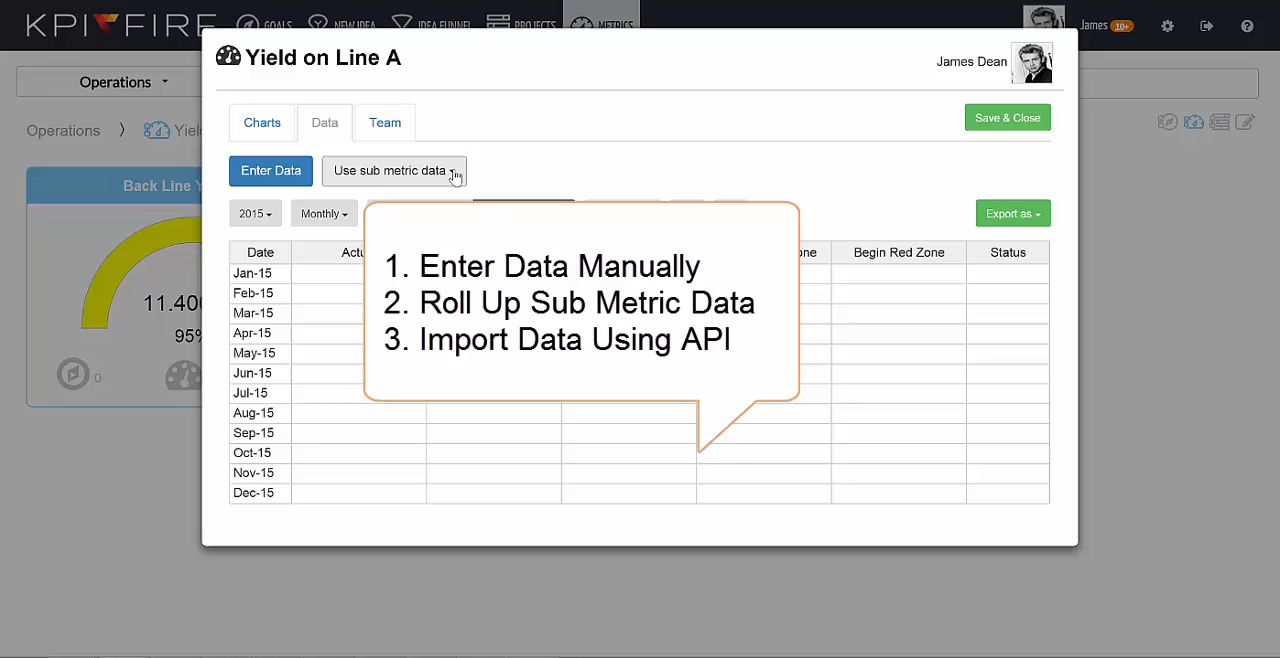 KPI FIRE GOALS NEW IDEA IDEA FUNNEL PROJECTS METRICS James 10+
Yield on Line A
James Dean
Operations
Charts Data Team
Save & Close
Operations
Enter Data Use sub metric data
Back Line
2015 Monthly
Export as
Date Begin Red Zone Status
1. Enter Data Manually
2. Roll Up Sub Metric Data
3. Import Data Using API
Jan-15
Feb-15
Mar-15
Apr-15
May-15
Jun-15
Jul-15
Aug-15
Sep-15
Oct-15
Nov-15
Dec-15
95%
0